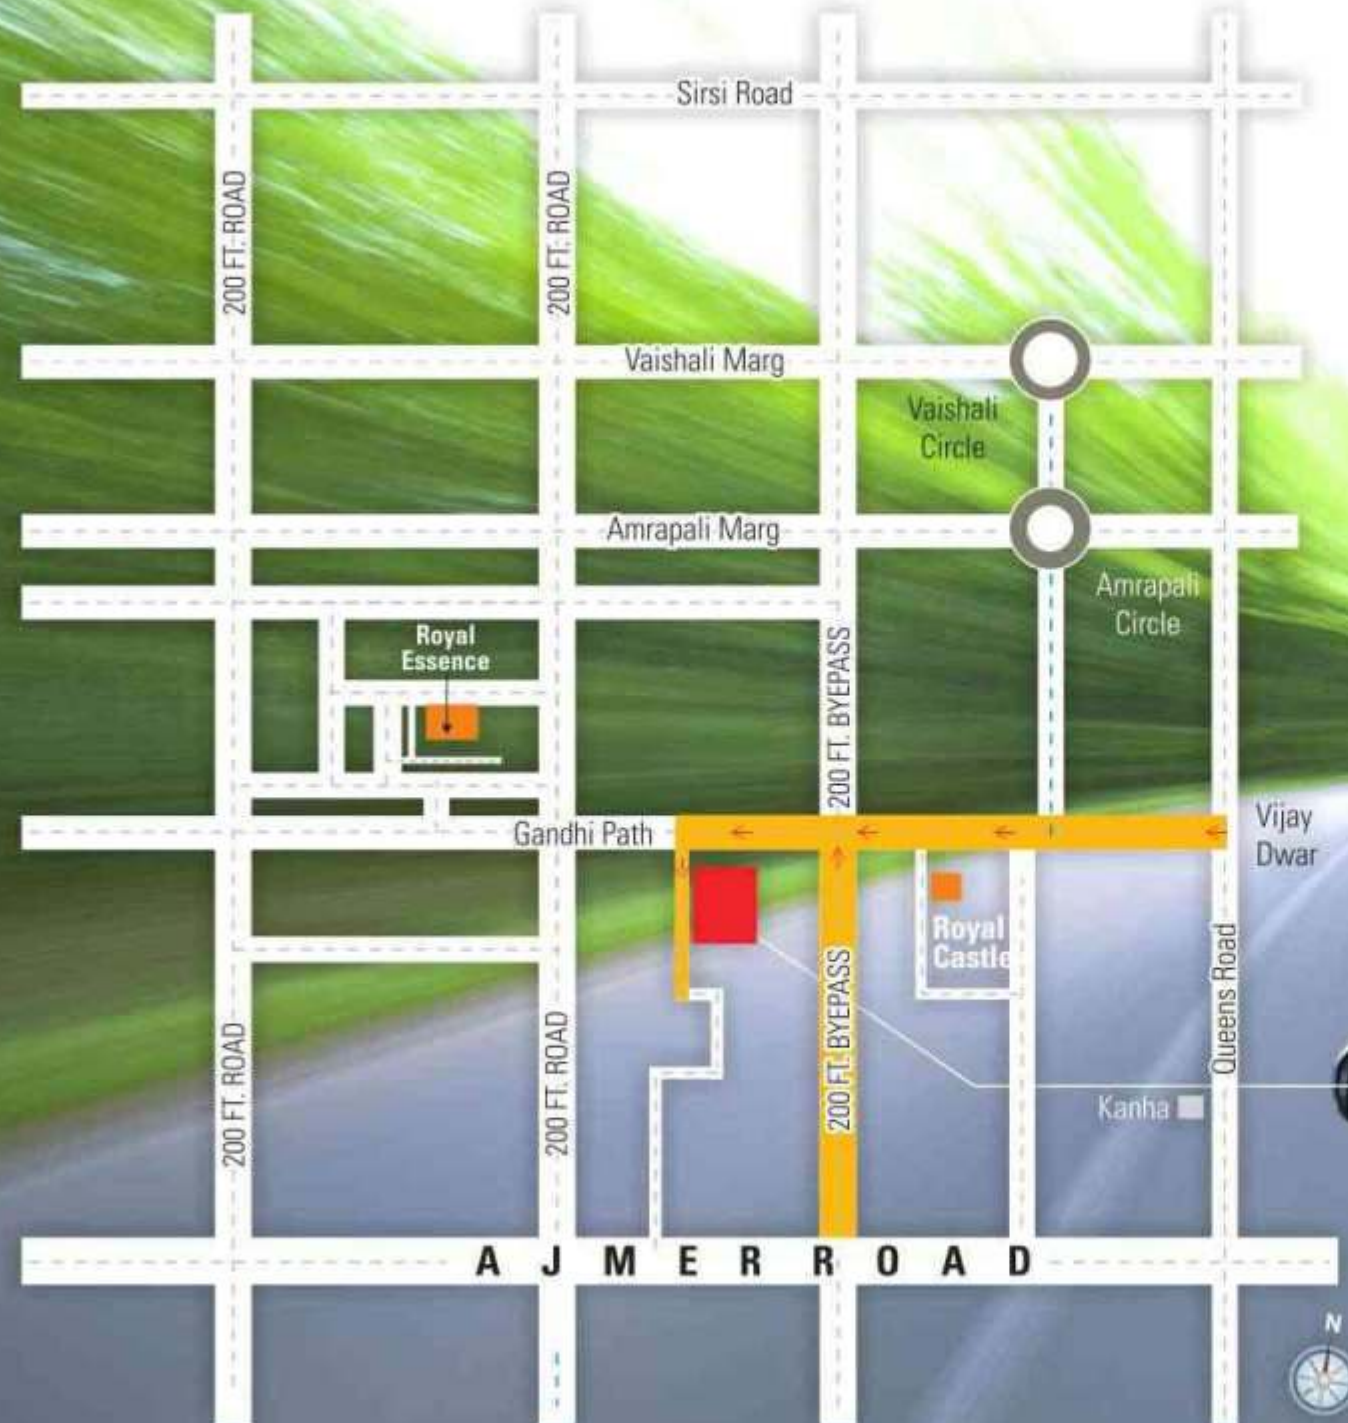 Sirsi Road
200 FT. ROAD
200 FT. ROAD
Vaishali Marg
Vaishali
Circle
Amrapali Marg
Amrapali
Circle
Royal
Essence
200 FT. BYEPASS
Gandhi Path
Vijay
Dwar
Royal
Castle
200 FT. BYEPASS
Queens Road
200 FT. ROAD
200 FT. ROAD
Kanha
AJMER ROAD
N